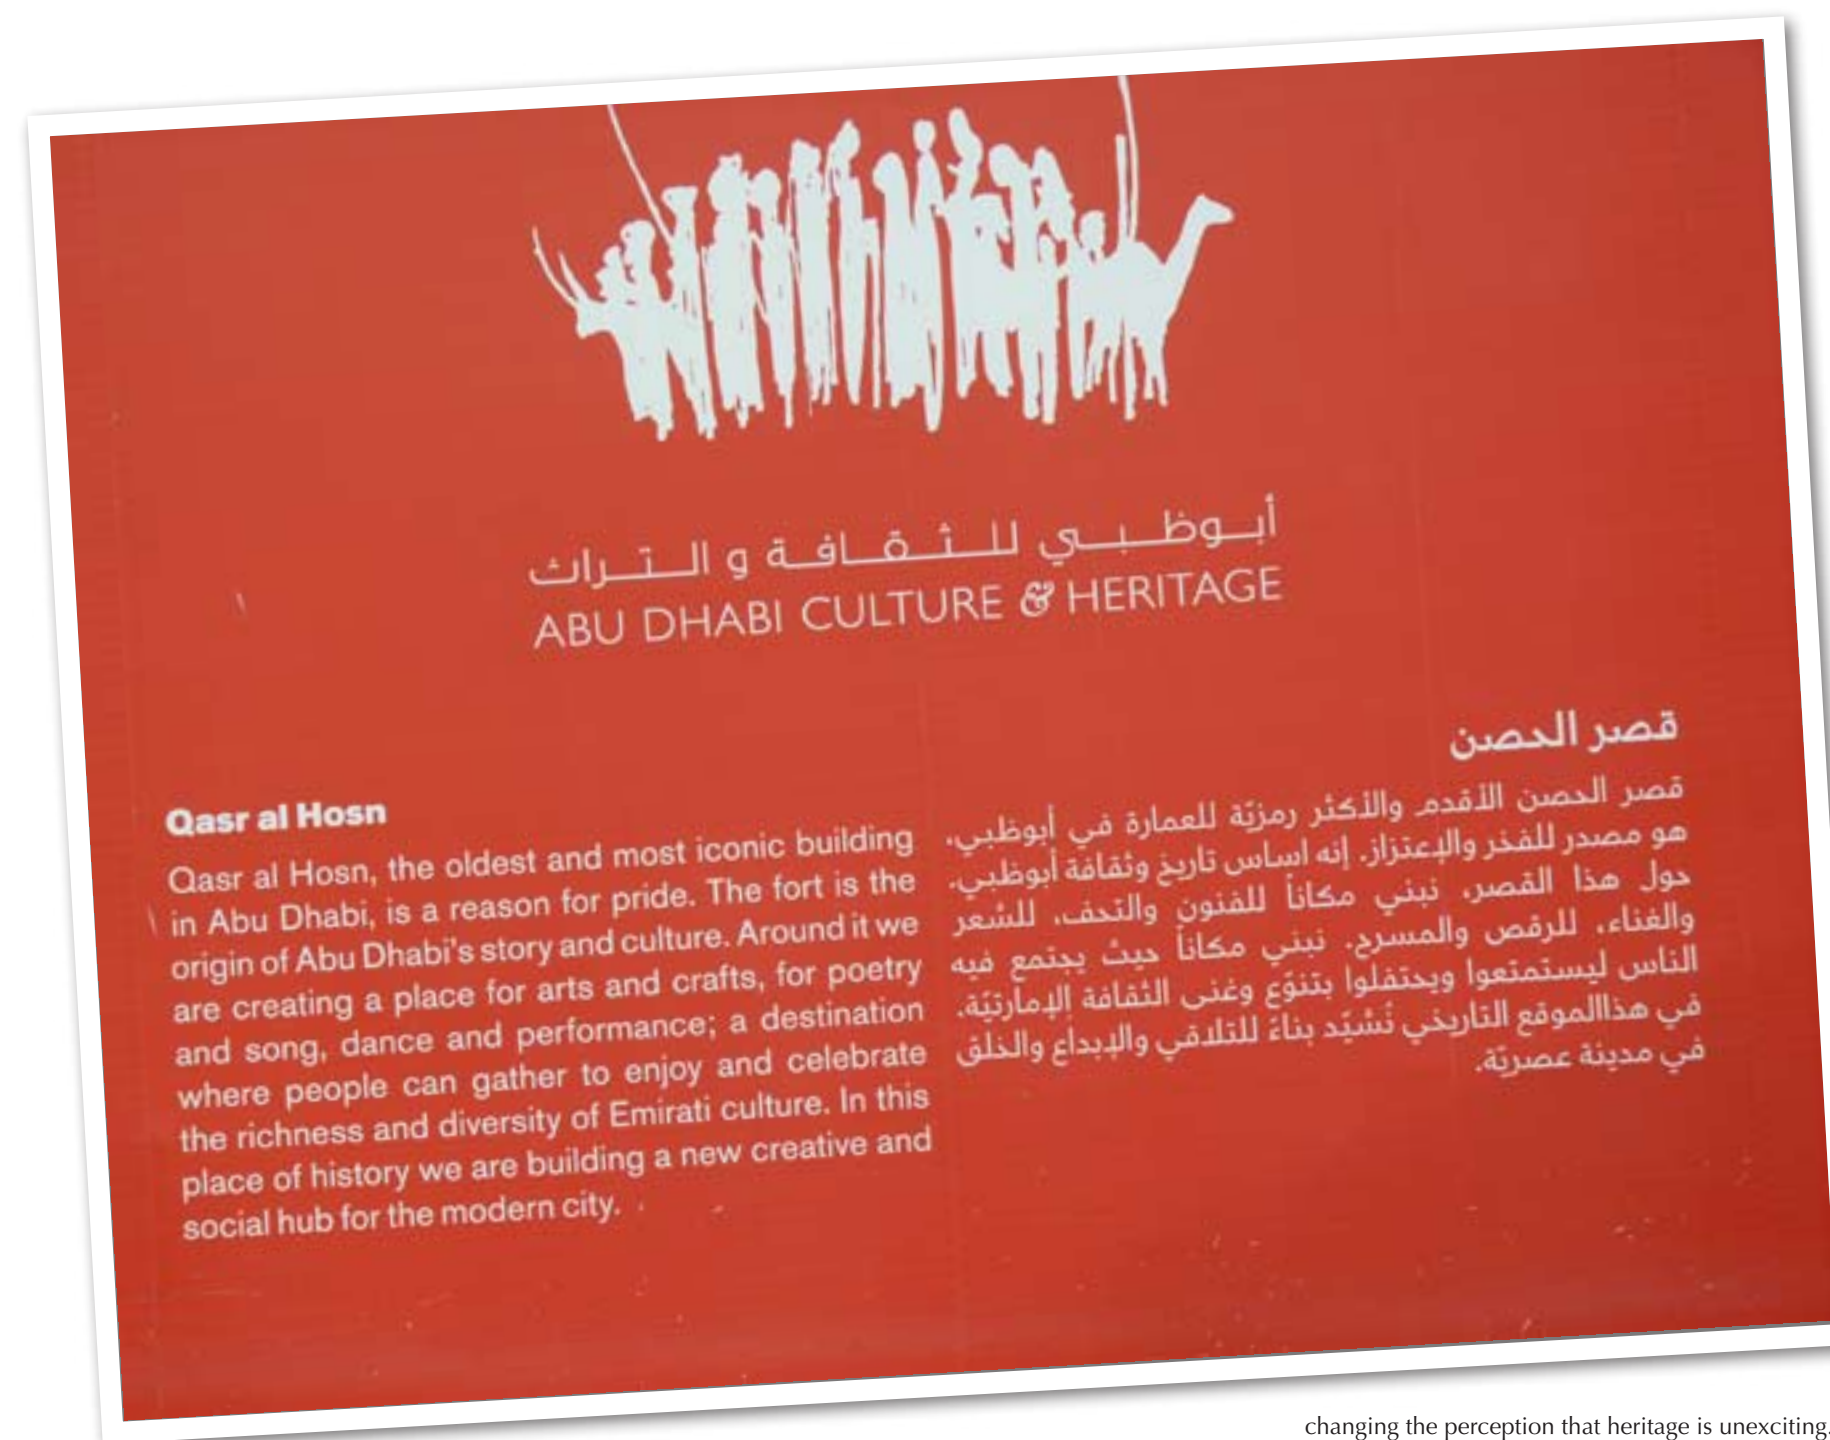 أبوظبي للثقافة و التراث
ABU DHABI CULTURE & HERITAGE
Qasr al Hosn
Qasr al Hosn, the oldest and most iconic building
in Abu Dhabi, is a reason for pride. The fort is the
origin of Abu Dhabi's story and culture. Around it we
are creating a place for arts and crafts, for poetry
and song, dance and performance; a destination
where people can gather to enjoy and celebrate
the richness and diversity of Emirati culture. In this
place of history we are building a new creative and
social hub for the modern city.
قصر الحصن
قصر الحصن الأقدم والأكثر رمزيّة للعمارة في أبوظبي،
هو مصدر للفخر والإعتزاز. إنه اساس تاريخ وثقافة أبوظبي.
حول هذا القصر، نبني مكاناً للفنون والتحف، للشعر
والغناء، للرقص والمسرح. نبني مكاناً حيث يجتمع فيه
الناس ليستمتعوا ويحتفلوا بتنوّع وغنى الثقافة الإماراتيّة.
في هذاالموقع التاريخي نُشيّد بناءً للتلاقي والإبداع والخلق
في مدينة عصريّة.
changing the perception that heritage is unexciting.